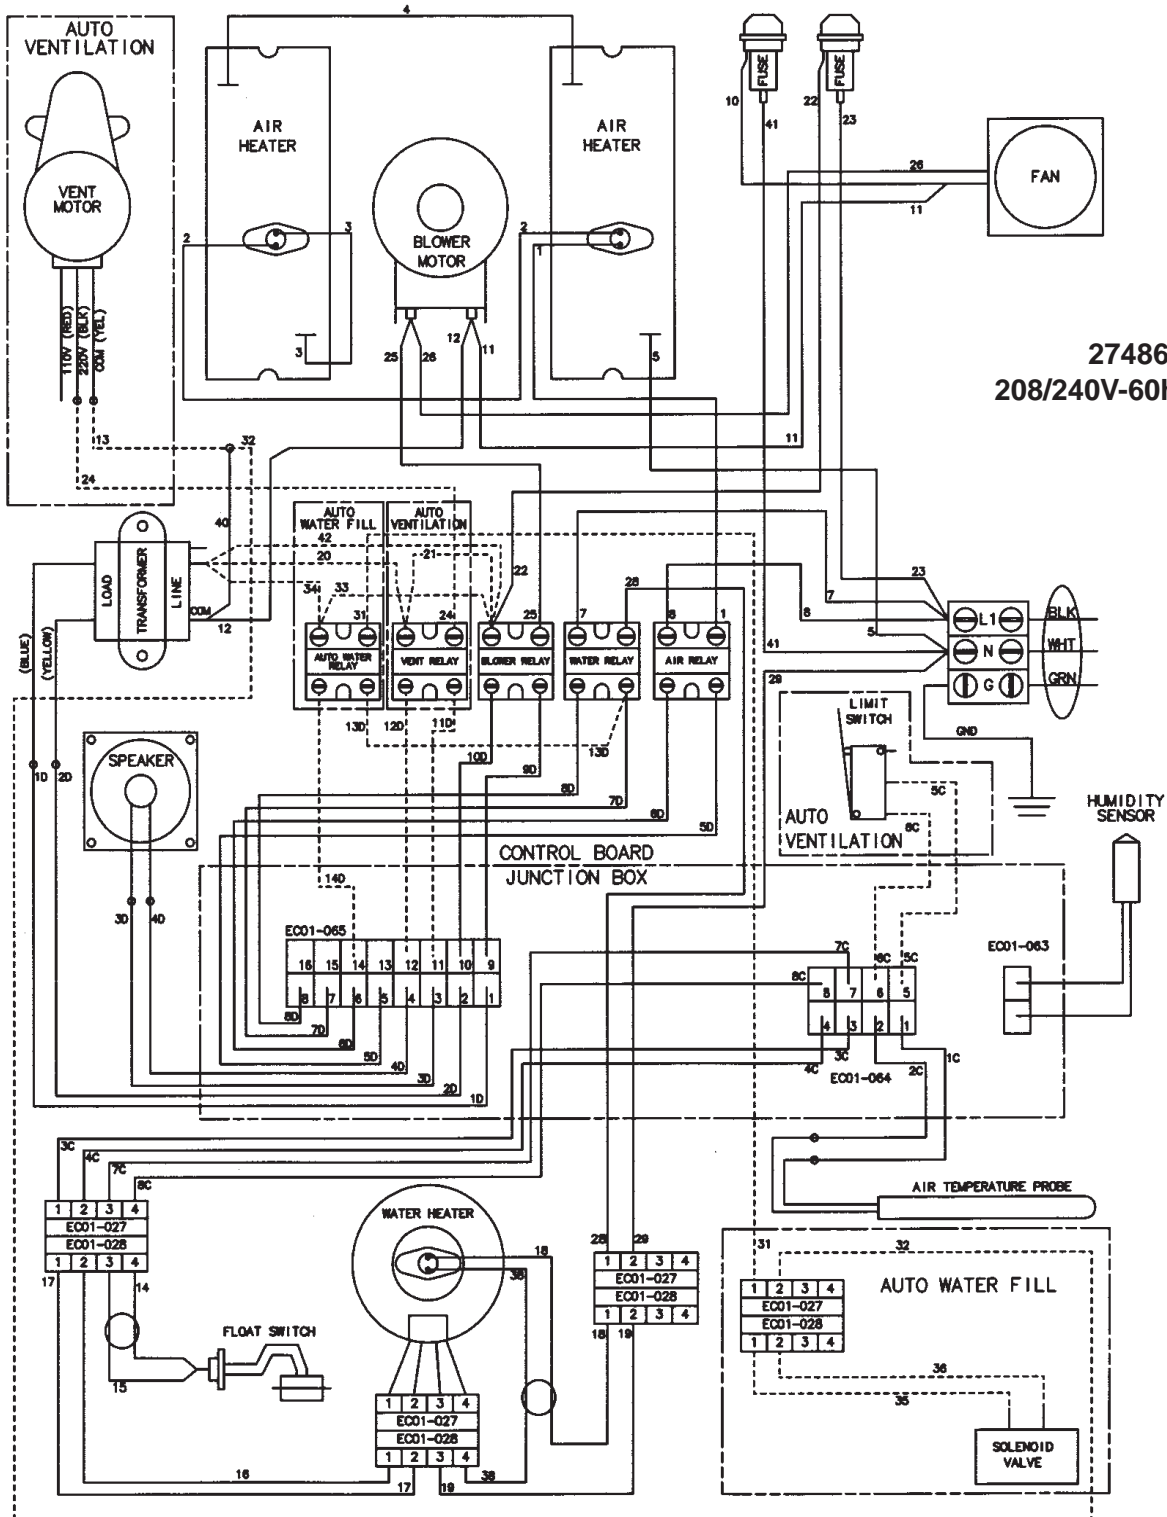 4
AUTO
VENTILATION
VENT
MOTOR
110V (RED)
220V (BLK)
COM (YEL)
AIR
HEATER
AIR
HEATER
BLOWER
MOTOR
FUSE
FUSE
10
41
22
23
26
11
FAN
2
3
2
1
3
5
25
26
12
11
27486
208/240V-60h
13
32
24
11
40
AUTO
WATER FILL
AUTO
VENTILATION
42
20
21
22
34
33
31
24
25
7
28
8
1
23
7
8
5
41
29
LOAD
TRANSFORMER
LINE
COM
12
(BLUE)
(YELLOW)
AUTO WATER
RELAY
VENT RELAY
BLOWER RELAY
WATER RELAY
AIR RELAY
L1
N
G
BLK
WHT
GRN
GND
13D
12D
11D
10D
9D
13D
8D
7D
6D
5D
LIMIT
SWITCH
5C
6C
AUTO
VENTILATION
HUMIDITY
SENSOR
SPEAKER
1D
2D
3D
4D
CONTROL BOARD
JUNCTION BOX
14D
EC01-065
16 15 14 13 12 11 10 9
8 7 6 5 4 3 2 1
8D
7D
6D
5D
4D
3D
2D
1D
7C
8C
6C
5C
8 7 6 5
4 3 2 1
4C
3C
2C
1C
EC01-064
EC01-063
3C
4C
7C
8C
1 2 3 4
EC01-027
EC01-028
1 2 3 4
17
14
15
FLOAT SWITCH
WATER HEATER
18
38
1 2 3 4
EC01-027
EC01-028
1 2 3 4
16
17
19
38
28
29
1 2 3 4
EC01-027
EC01-028
1 2 3 4
18
19
AIR TEMPERATURE PROBE
31
32
AUTO WATER FILL
1 2 3 4
EC01-027
EC01-028
1 2 3 4
36
35
SOLENOID
VALVE